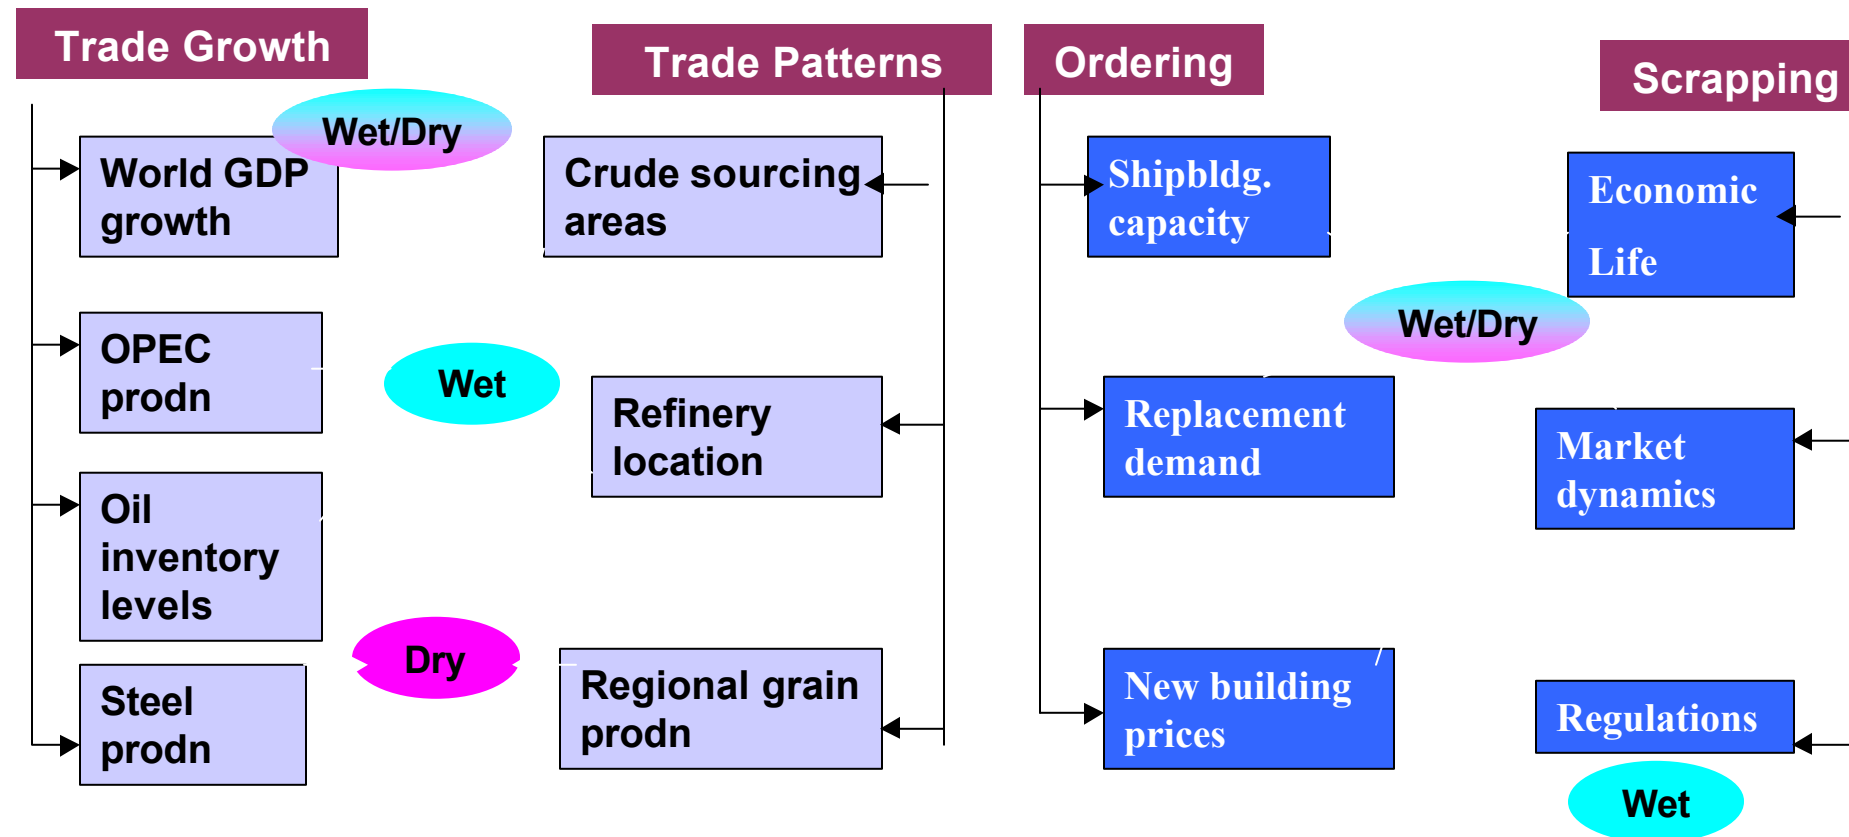 Trade Growth
Trade Patterns
Ordering
Scrapping
Wet/Dry
World GDP
growth
OPEC
prodn
Oil
inventory
levels
Steel
prodn
Wet
Dry
Crude sourcing
areas
Refinery
location
Regional grain
prodn
Shipbldg.
capacity
Replacement
demand
New building
prices
Wet/Dry
Economic
Life
Market
dynamics
Regulations
Wet